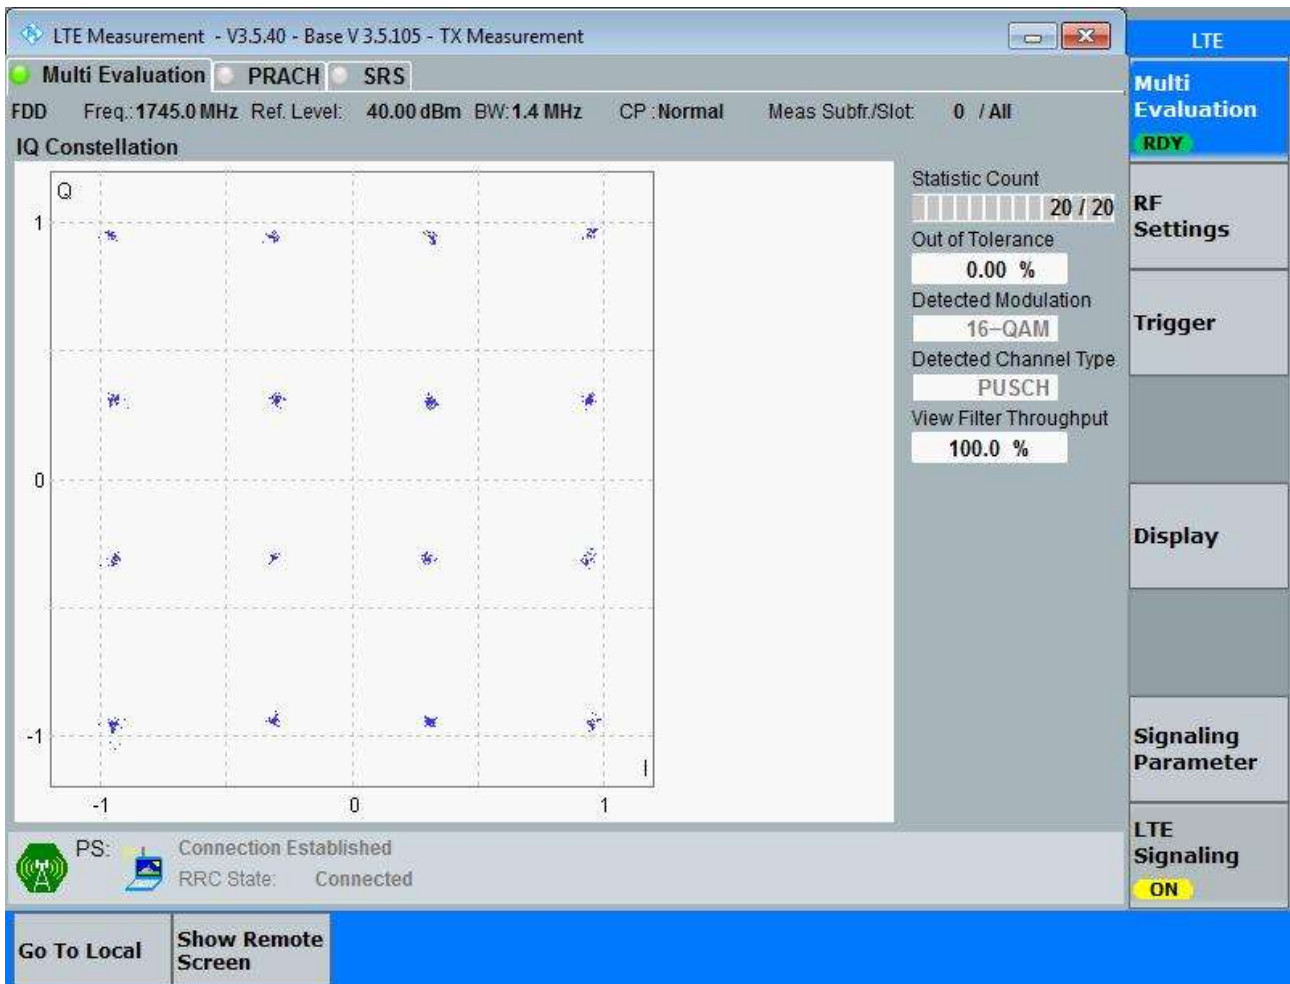 LTE Measurement - V3.5.40 - Base V 3.5.105 - TX Measurement
LTE
Multi Evaluation PRACH SRS
FDD Freq.:1745.0 MHz Ref. Level: 40.00 dBm BW:1.4 MHz CP :Normal Meas Subfr./Slot: 0 / All
IQ Constellation
Q
1
0
-1
-1 0 1
I
Statistic Count
20 / 20
Out of Tolerance
0.00 %
Detected Modulation
16-QAM
Detected Channel Type
PUSCH
View Filter Throughput
100.0 %
Multi
Evaluation
RDY
RF
Settings
Trigger
Display
Signaling
Parameter
LTE
Signaling
ON
PS: Connection Established
RRC State: Connected
Go To Local
Show Remote
Screen